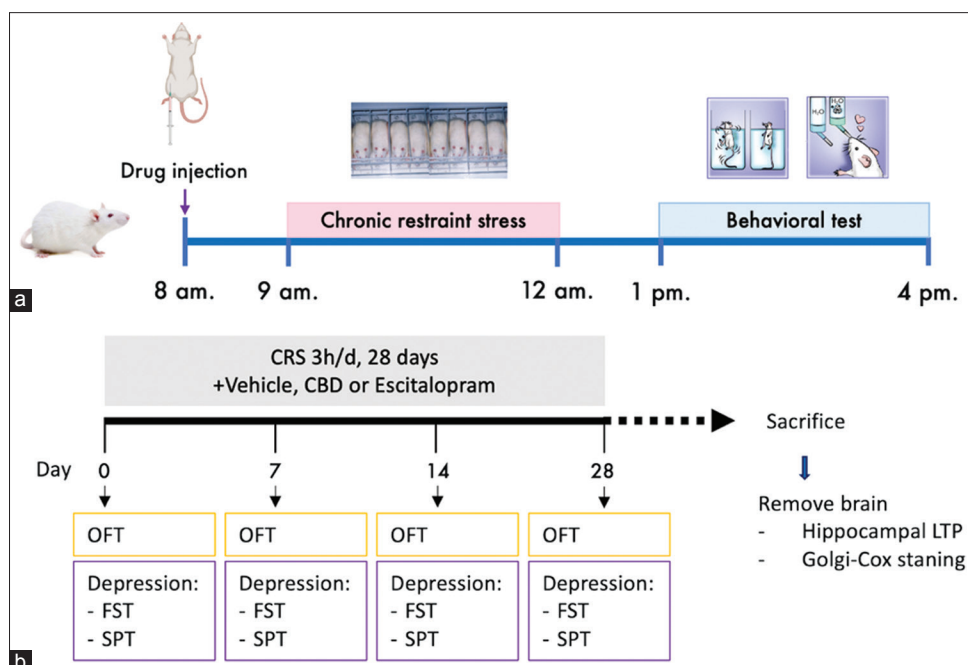 Drug injection
Chronic restraint stress
Behavioral test
H₂O
H₂O
8 am.
9 am.
12 am.
1 pm.
4 pm.
a
CRS 3h/d, 28 days
+Vehicle, CBD or Escitalopram
Sacrifice
Day 0 7 14 28
Remove brain
- Hippocampal LTP
- Golgi-Cox staning
OFT
OFT
OFT
OFT
Depression:
- FST
- SPT
Depression:
- FST
- SPT
Depression:
- FST
- SPT
Depression:
- FST
- SPT
b